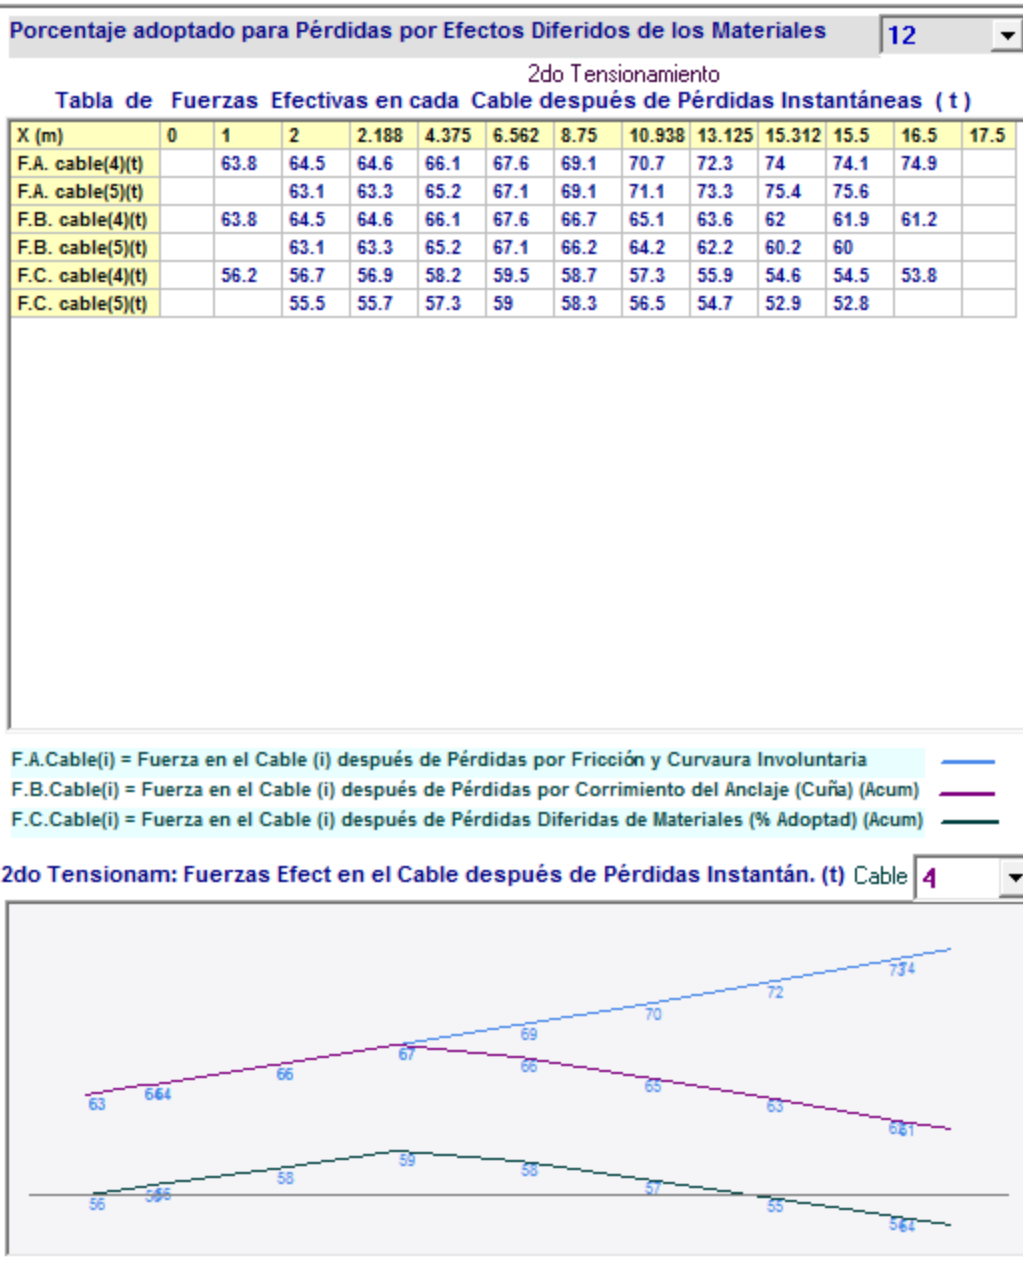 Porcentaje adoptado para Pérdidas por Efectos Diferidos de los Materiales 12
2do Tensionamiento
Tabla de Fuerzas Efectivas en cada Cable después de Pérdidas Instantáneas ( t )
X (m) 0 1 2 2.188 4.375 6.562 8.75 10.938 13.125 15.312 15.5 16.5 17.5
F.A. cable(4)(t) 63.8 64.5 64.6 66.1 67.6 69.1 70.7 72.3 74 74.1 74.9
F.A. cable(5)(t) 63.1 63.3 65.2 67.1 69.1 71.1 73.3 75.4 75.6
F.B. cable(4)(t) 63.8 64.5 64.6 66.1 67.6 66.7 65.1 63.6 62 61.9 61.2
F.B. cable(5)(t) 63.1 63.3 65.2 67.1 66.2 64.2 62.2 60.2 60
F.C. cable(4)(t) 56.2 56.7 56.9 58.2 59.5 58.7 57.3 55.9 54.6 54.5 53.8
F.C. cable(5)(t) 55.5 55.7 57.3 59 58.3 56.5 54.7 52.9 52.8
F.A.Cable(i) = Fuerza en el Cable (i) después de Pérdidas por Fricción y Curvaura Involuntaria
F.B.Cable(i) = Fuerza en el Cable (i) después de Pérdidas por Corrimiento del Anclaje (Cuña) (Acum)
F.C.Cable(i) = Fuerza en el Cable (i) después de Pérdidas Diferidas de Materiales (% Adoptad) (Acum)
2do Tensionam: Fuerzas Efect en el Cable después de Pérdidas Instantán. (t) Cable 4
69 70 72 74
63 64 66 67 66 65 63 61
56 58 59 58 57 55 54